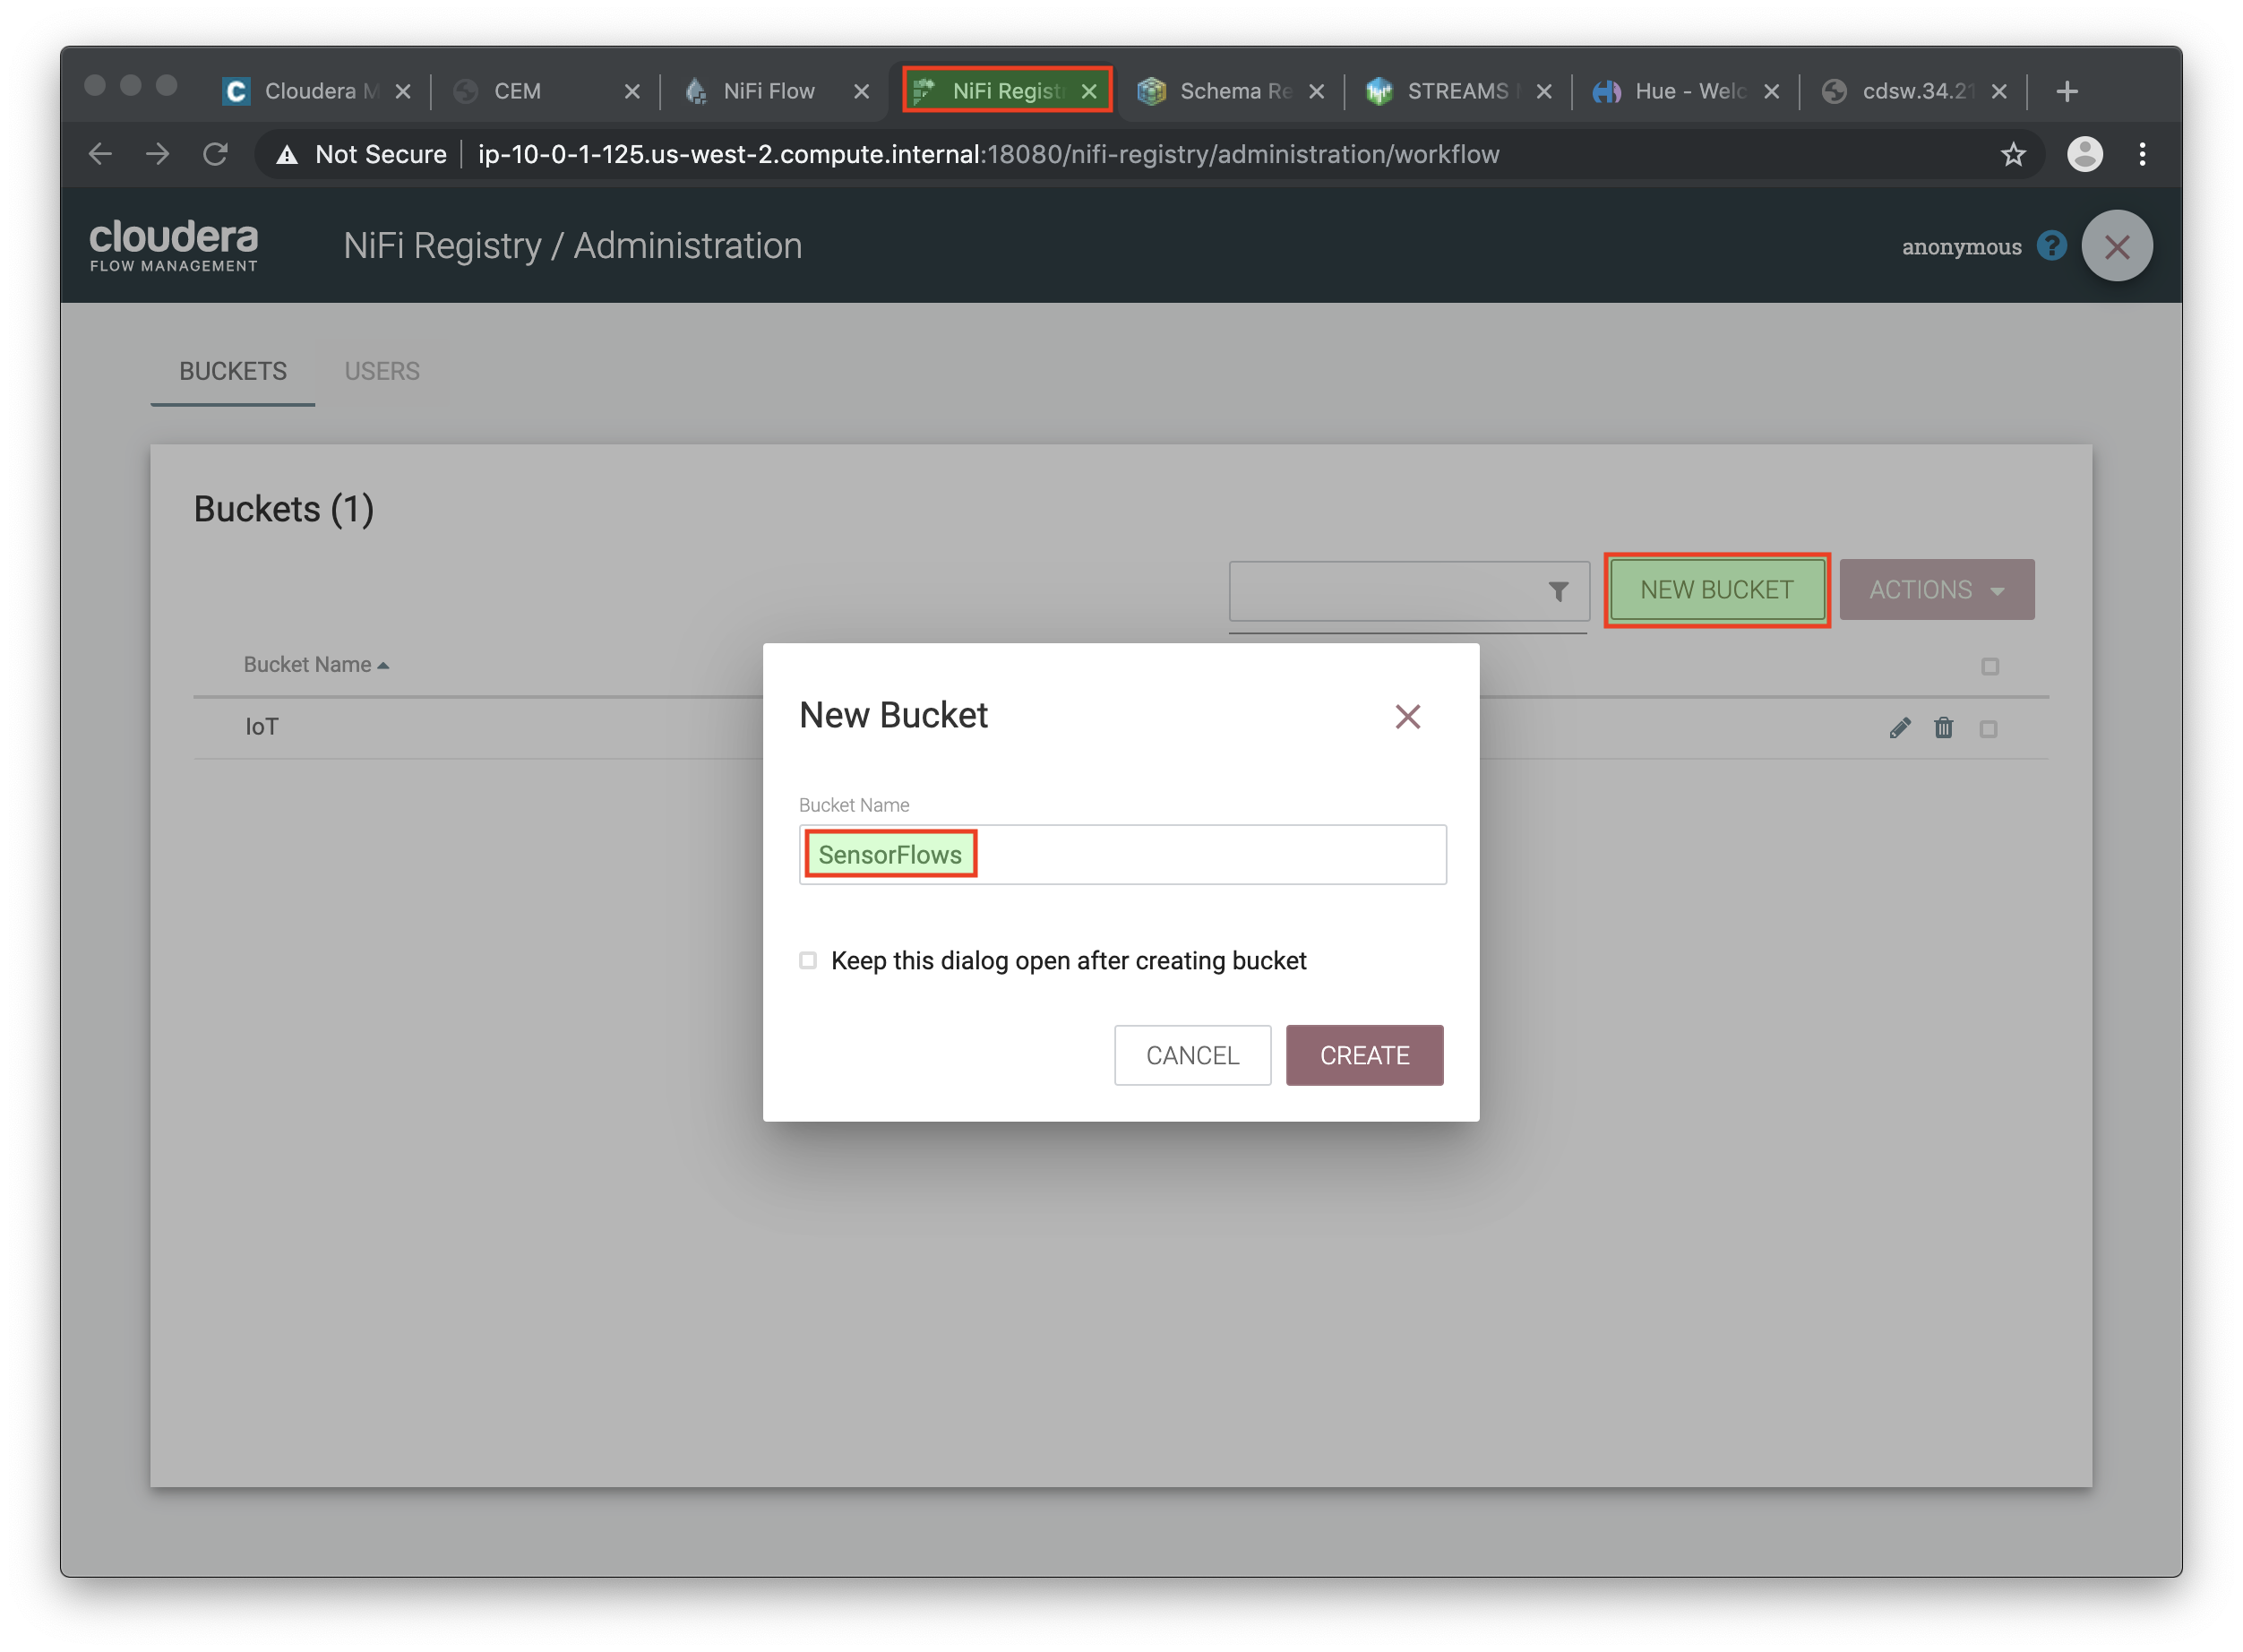 Cloudera M
CEM
NiFi Flow
NiFi Regist
Schema Re
STREAMS
Hue - Welc
cdsw.34.21
Not Secure
ip-10-0-1-125.us-west-2.compute.internal:18080/nifi-registry/administration/workflow
cloudera
FLOW MANAGEMENT
NiFi Registry / Administration
anonymous
BUCKETS
USERS
Buckets (1)
NEW BUCKET
ACTIONS
Bucket Name
IoT
New Bucket
Bucket Name
SensorFlows
Keep this dialog open after creating bucket
CANCEL
CREATE